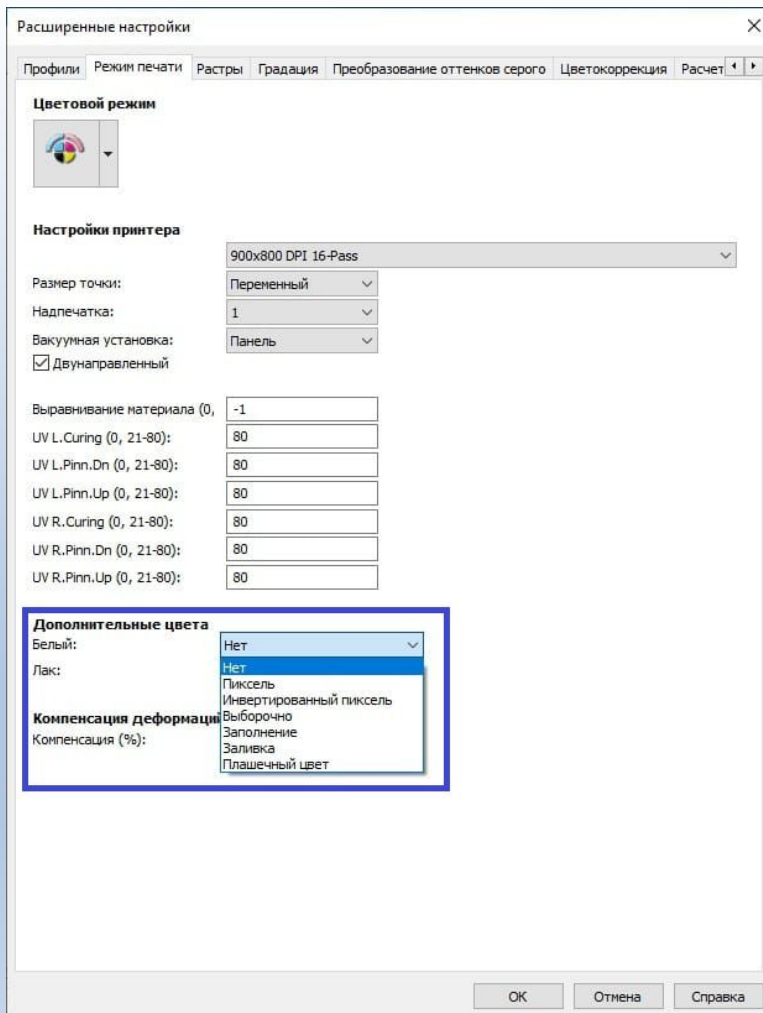 Расширенные настройки
Профили Режим печати Растры Градация Преобразование оттенков серого Цветокоррекция Расчет
Цветовой режим
Настройки принтера
900x800 DPI 16-Pass
Размер точки: Переменный
Надпечатка: 1
Вакуумная установка: Панель
Двунаправленный
Выравнивание материала (0, -1
UV L.Curing (0, 21-80): 80
UV L.Pinn.Dn (0, 21-80): 80
UV L.Pinn.Up (0, 21-80): 80
UV R.Curing (0, 21-80): 80
UV R.Pinn.Dn (0, 21-80): 80
UV R.Pinn.Up (0, 21-80): 80
Дополнительные цвета
Белый: Нет
Лак: Нет
Пиксель
Инвертированный пиксель
Компенсация деформаций Выборочно
Компенсация (%): Заполнение
Заливка
Плашечный цвет
ОК Отмена Справка